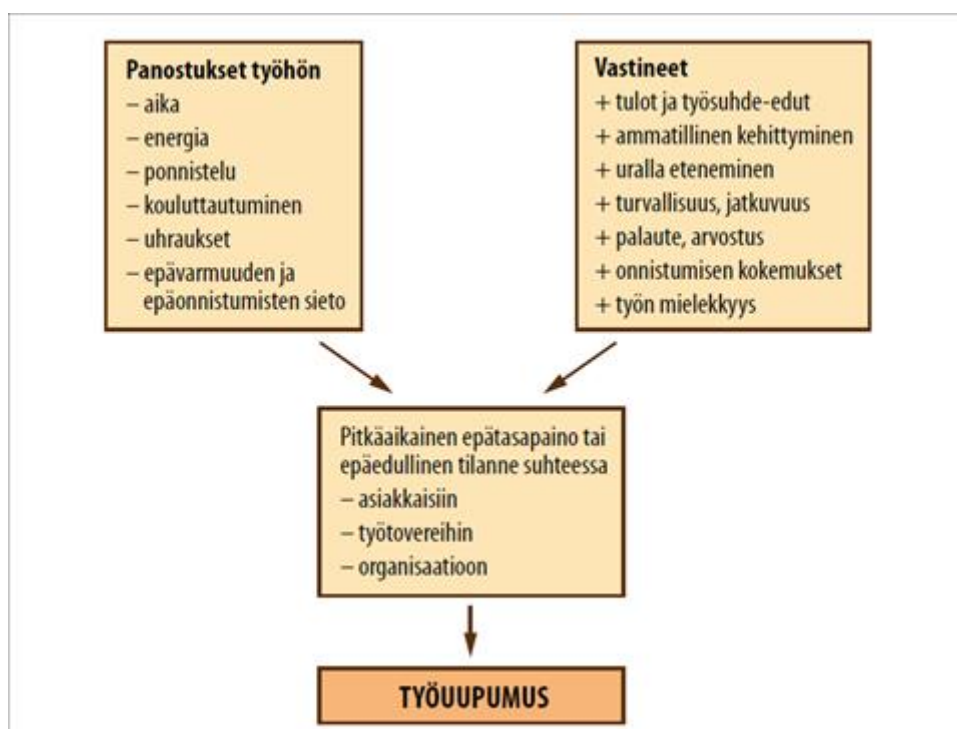 Panostukset työhön
– aika
– energia
– ponnistelu
– kouluttautuminen
– uhraukset
– epävarmuuden ja
epäonnistumisten sieto
Vastineet
+ tulot ja työsuhde-edut
+ ammatillinen kehittyminen
+ uralla eteneminen
+ turvallisuus, jatkuvuus
+ palaute, arvostus
+ onnistumisen kokemukset
+ työn mielekkyys
Pitkäaikainen epätasapaino tai
epäedullinen tilanne suhteessa
– asiakkaisiin
– työtovereihin
– organisaatioon
TYÖUUPUMUS